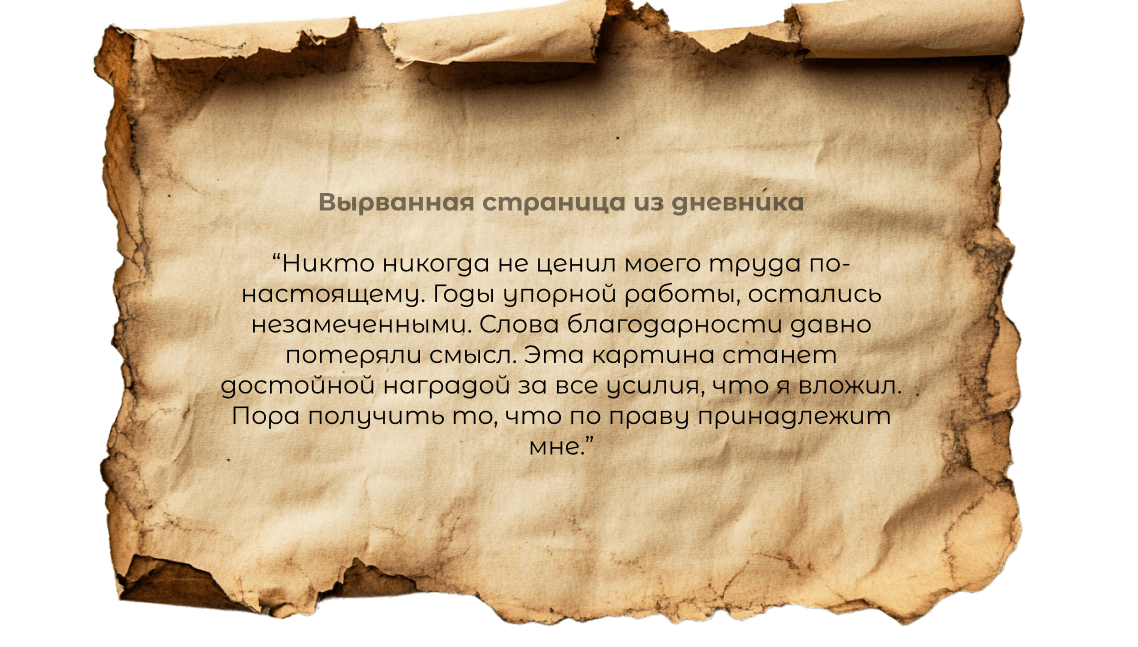 Вырванная страница из дневни́ка
“Никто никогда не ценил моего труда по-
настоящему. Годы упорной работы, остались
незамеченными. Слова благодарности давно
потеряли смысл. Эта картина станет
достойной наградой за все усилия, что я вложил.
Пора получить то, что по праву принадлежит
мне.”